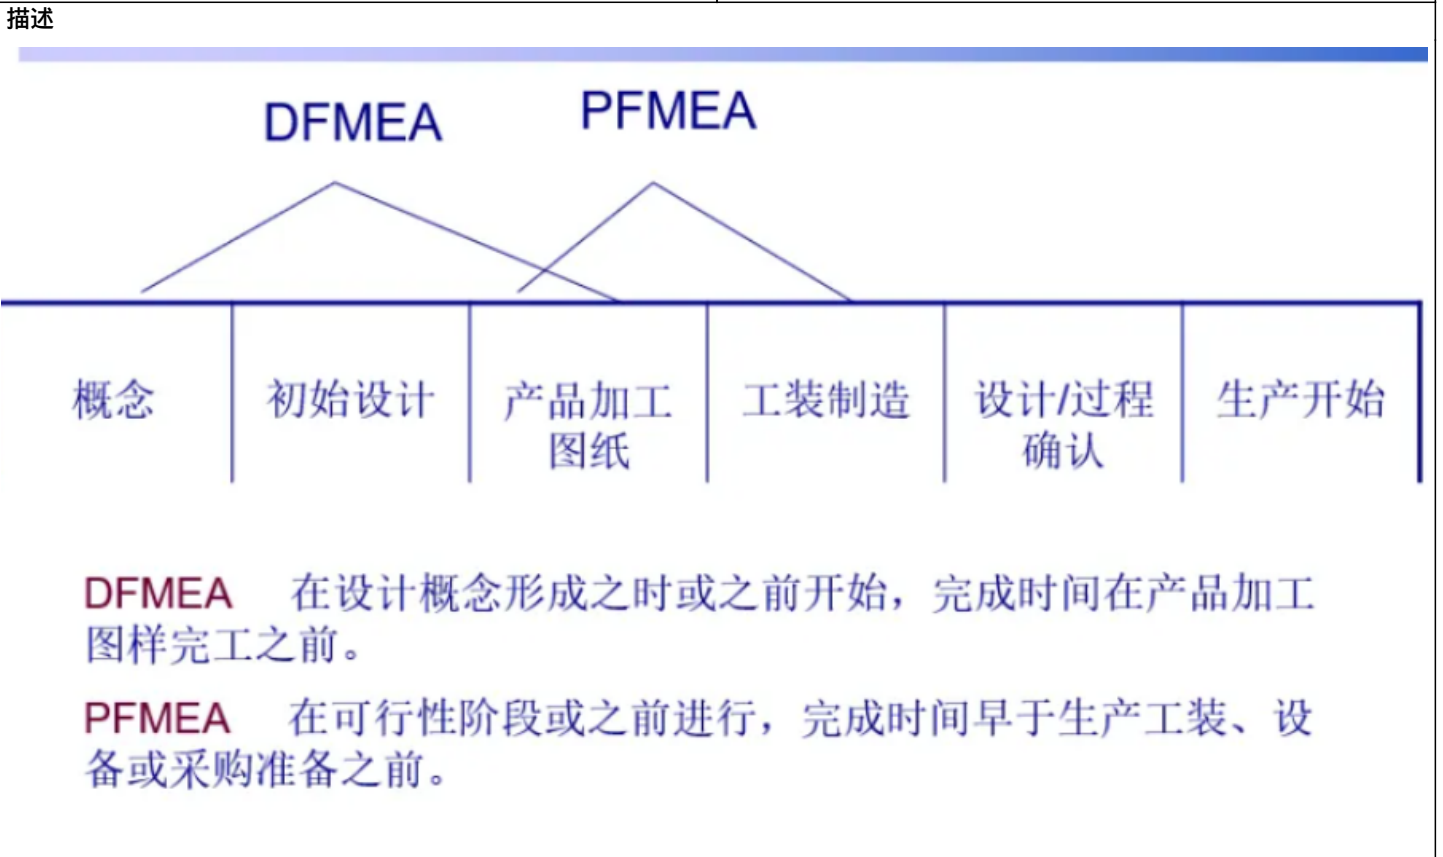 描述
DFMEA
PFMEA
概念
初始设计
产品加工
图纸
工装制造
设计/过程
确认
生产开始
DFMEA 在设计概念形成之时或之前开始，完成时间在产品加工
图样完工之前。
PFMEA 在可行性阶段或之前进行，完成时间早于生产工装、设
备或采购准备之前。